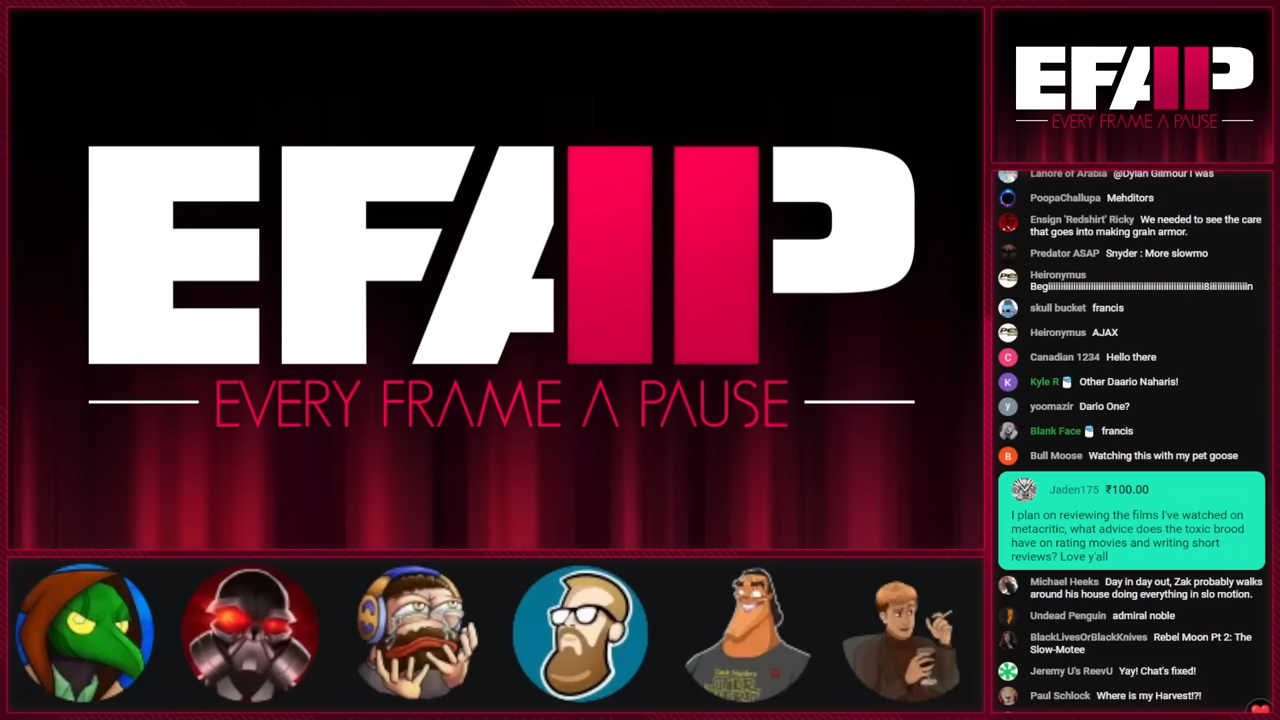 EFAP
EVERY FRAME A PAUSE
EFAP
EVERY FRAME A PAUSE
Lahore of Arabia @Dylan Gilmour I was
PoopaChallupa Mehditors
Ensign 'Redshirt' Ricky We needed to see the care
that goes into making grain armor.
Predator ASAP Snyder : More slowmo
Heironymus
skull bucket francis
Heironymus AJAX
C Canadian 1234 Hello there
K Kyle R Other Daario Naharis!
y yoomazir Dario One?
Blank Face francis
B Bull Moose Watching this with my pet goose
Jaden175 ₹100.00
I plan on reviewing the films I've watched on
metacritic, what advice does the toxic brood
have on rating movies and writing short
reviews? Love y'all
Michael Heeks Day in day out, Zak probably walks
around his house doing everything in slo motion.
Undead Penguin admiral noble
BlackLivesOrBlackKnives Rebel Moon Pt 2: The
Slow-Motee
Jeremy U's ReevU Yay! Chat's fixed!
Paul Schlock Where is my Harvest!?!